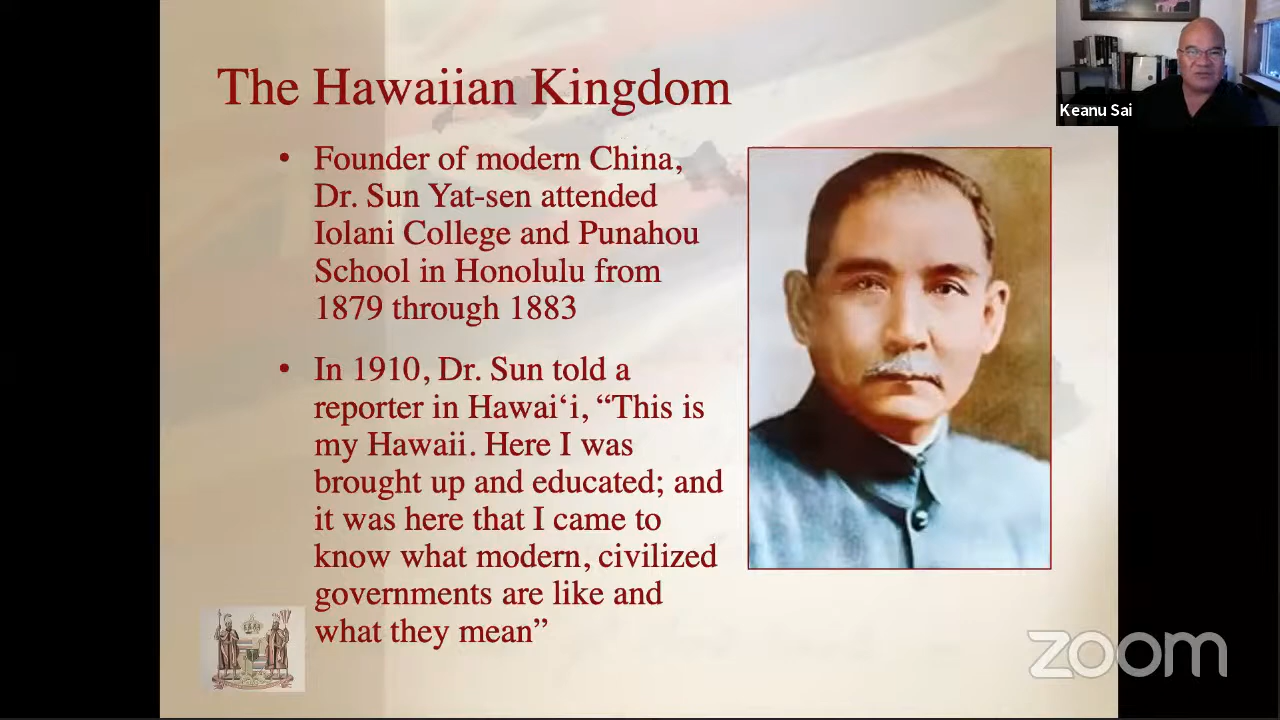 The Hawaiian Kingdom
• Founder of modern China,
Dr. Sun Yat-sen attended
Iolani College and Punahou
School in Honolulu from
1879 through 1883
• In 1910, Dr. Sun told a
reporter in Hawai‘i, “This is
my Hawaii. Here I was
brought up and educated; and
it was here that I came to
know what modern, civilized
governments are like and
what they mean”
Keanu Sai
zoom